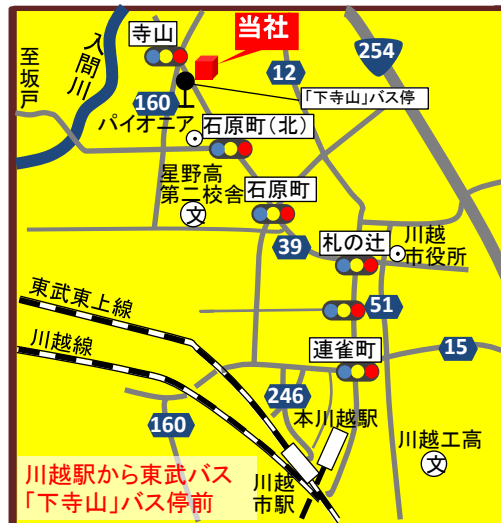 寺山
当社
254
至坂戸
入間川
12
160
「下寺山」バス停
パイオニア
石原町(北)
星野高
第二校舎
文
石原町
39
札の辻
川越
市役所
東武東上線
51
川越線
連雀町
15
246
160
本川越駅
川越工高
文
川越
市駅
川越駅から東武バス
「下寺山」バス停前